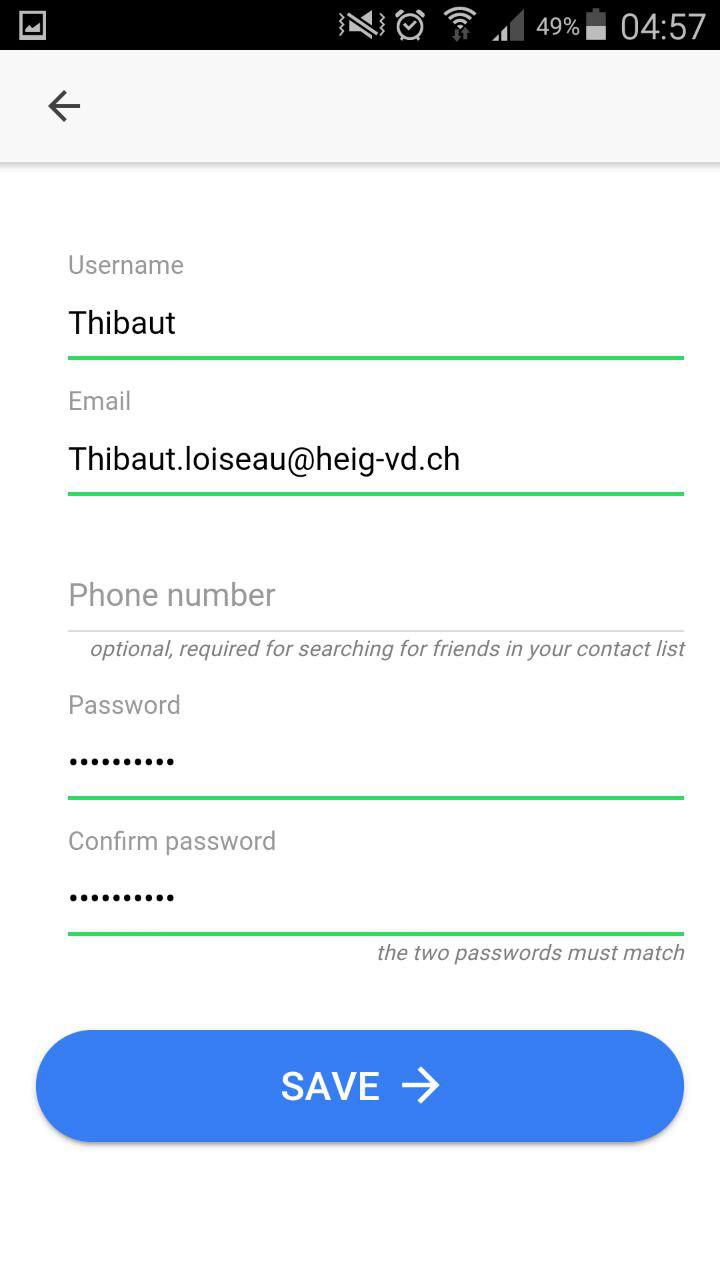 49% 04:57
Username
Thibaut
Email
Thibaut.loiseau@heig-vd.ch
Phone number
optional, required for searching for friends in your contact list
Password
••••••••••
Confirm password
••••••••••
the two passwords must match
SAVE